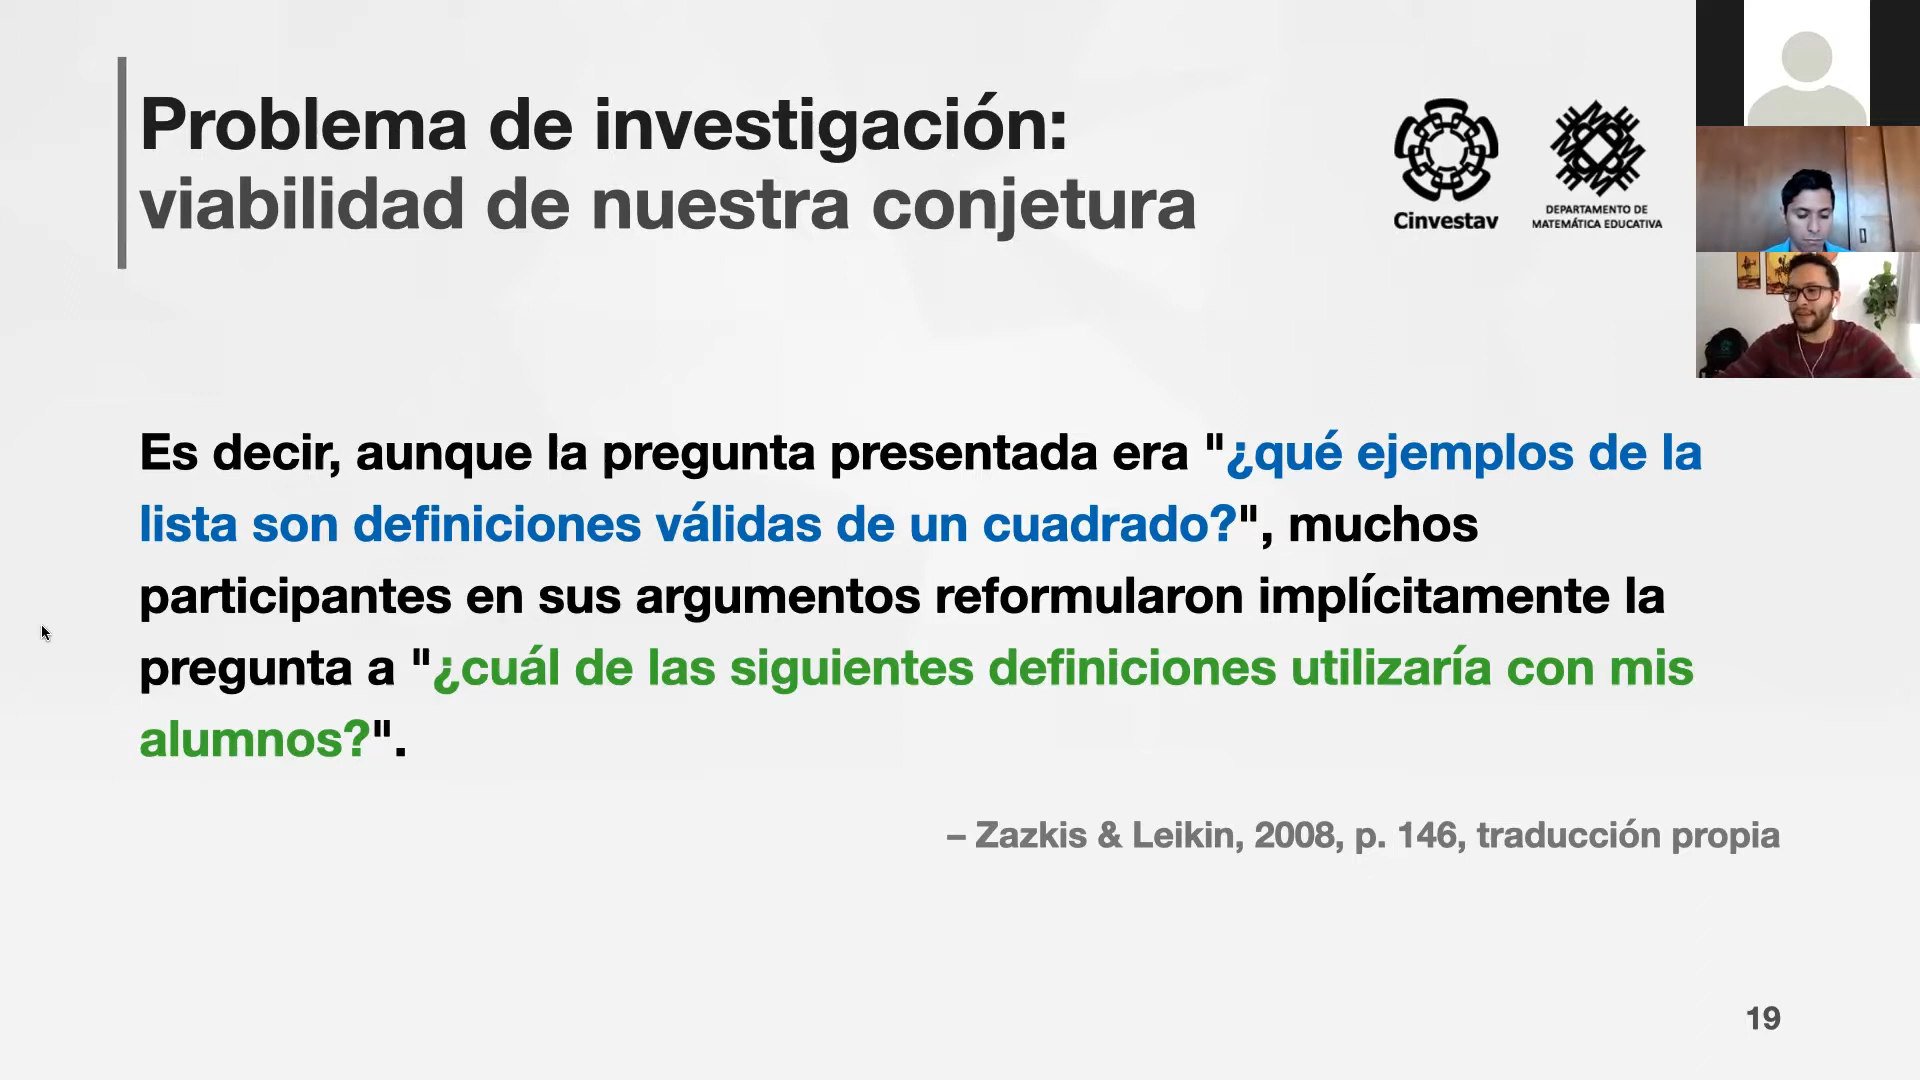 Problema de investigación:
viabilidad de nuestra conjetura
Cinvestav
DEPARTAMENTO DE
MATEMÁTICA EDUCATIVA
Es decir, aunque la pregunta presentada era "¿qué ejemplos de la
lista son definiciones válidas de un cuadrado?", muchos
participantes en sus argumentos reformularon implícitamente la
pregunta a "¿cuál de las siguientes definiciones utilizaría con mis
alumnos?".
– Zazkis & Leikin, 2008, p. 146, traducción propia
19